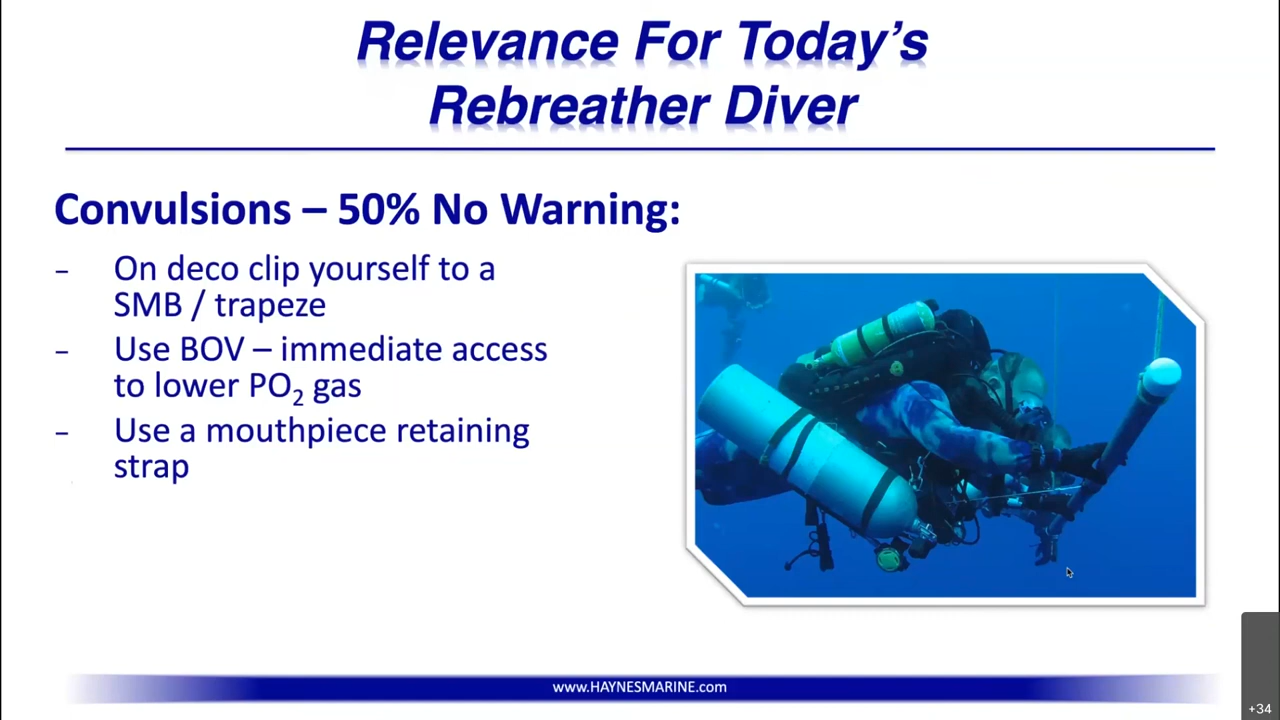 Relevance For Today's
Rebreather Diver
Convulsions – 50% No Warning:
– On deco clip yourself to a
SMB / trapeze
– Use BOV – immediate access
to lower PO₂ gas
– Use a mouthpiece retaining
strap
www.HAYNESMARINE.com
+34